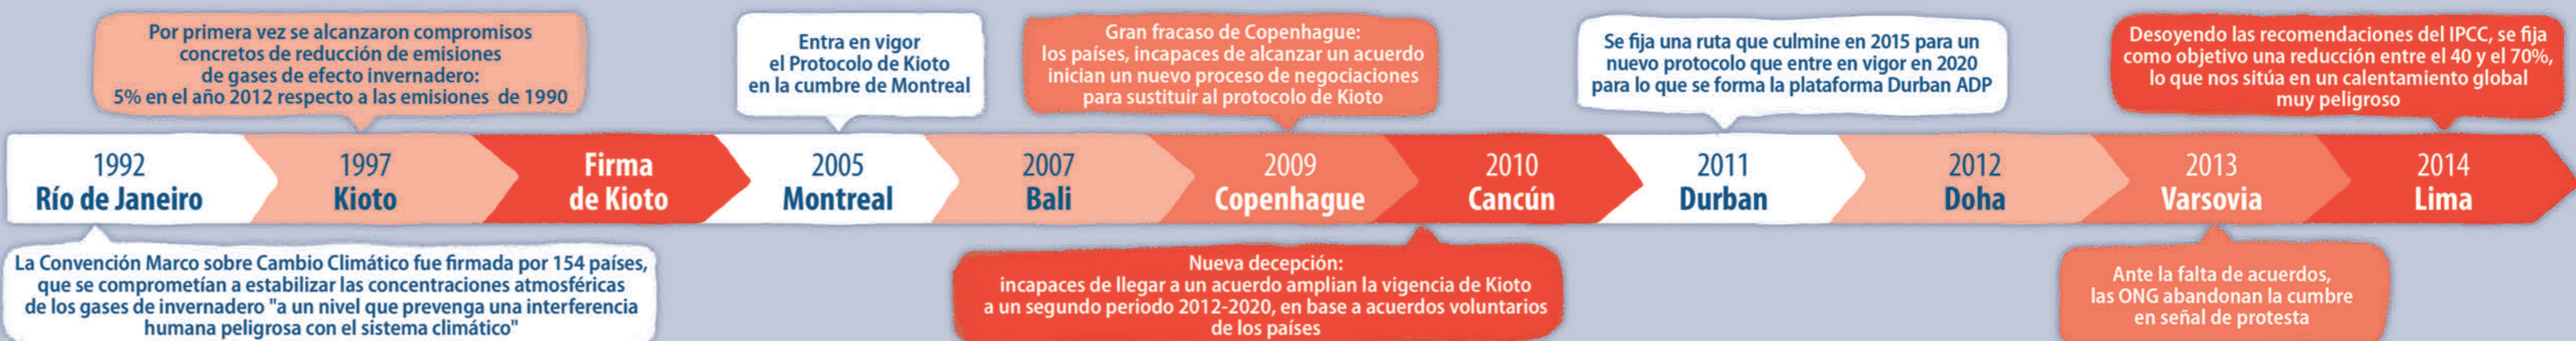 Por primera vez se alcanzaron compromisos
concretos de reducción de emisiones
de gases de efecto invernadero:
5% en el año 2012 respecto a las emisiones de 1990
Entra en vigor
el Protocolo de Kioto
en la cumbre de Montreal
Gran fracaso de Copenhague:
los países, incapaces de alcanzar un acuerdo
inician un nuevo proceso de negociaciones
para sustituir al protocolo de Kioto
Se fija una ruta que culmine en 2015 para un
nuevo protocolo que entre en vigor en 2020
para lo que se forma la plataforma Durban ADP
Desoyendo las recomendaciones del IPCC, se fija
como objetivo una reducción entre el 40 y el 70%,
lo que nos sitúa en un calentamiento global
muy peligroso
1992
Río de Janeiro
1997
Kioto
Firma
de Kioto
2005
Montreal
2007
Bali
2009
Copenhague
2010
Cancún
2011
Durban
2012
Doha
2013
Varsovia
2014
Lima
La Convención Marco sobre Cambio Climático fue firmada por 154 países,
que se comprometían a estabilizar las concentraciones atmosféricas
de los gases de invernadero "a un nivel que prevenga una interferencia
humana peligrosa con el sistema climático"
Nueva decepción:
incapaces de llegar a un acuerdo amplian la vigencia de Kioto
a un segundo periodo 2012-2020, en base a acuerdos voluntarios
de los países
Ante la falta de acuerdos,
las ONG abandonan la cumbre
en señal de protesta